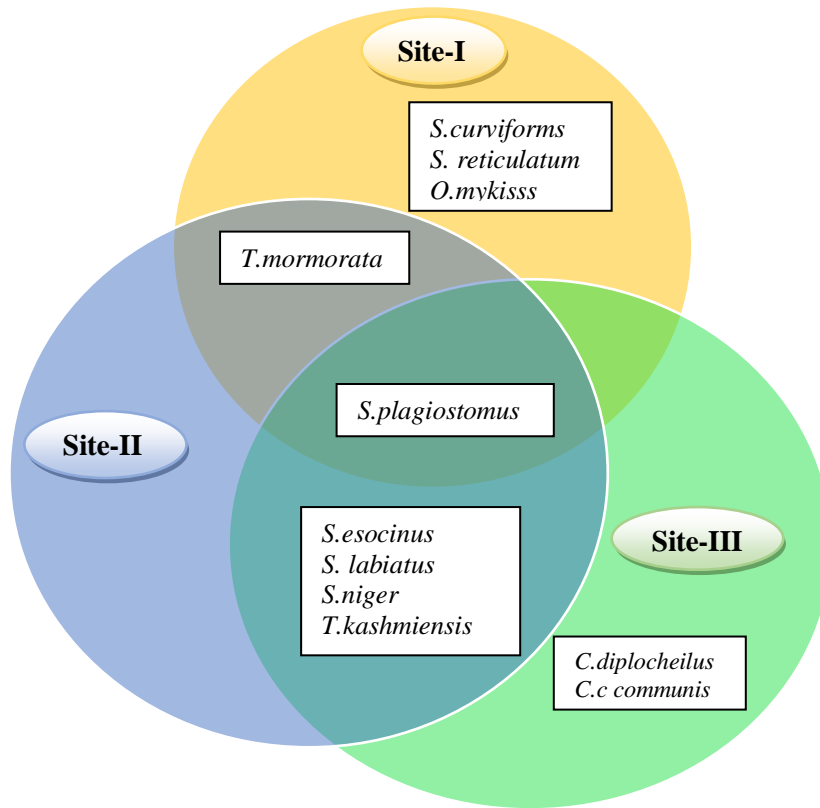 Site-I
S.curviforms
S. reticulatum
O.mykisss
T.mormorata
S.plagiostomus
Site-II
S.esocinus
S. labiatus
S.niger
T.kashmiensis
Site-III
C.diplocheilus
C.c communis